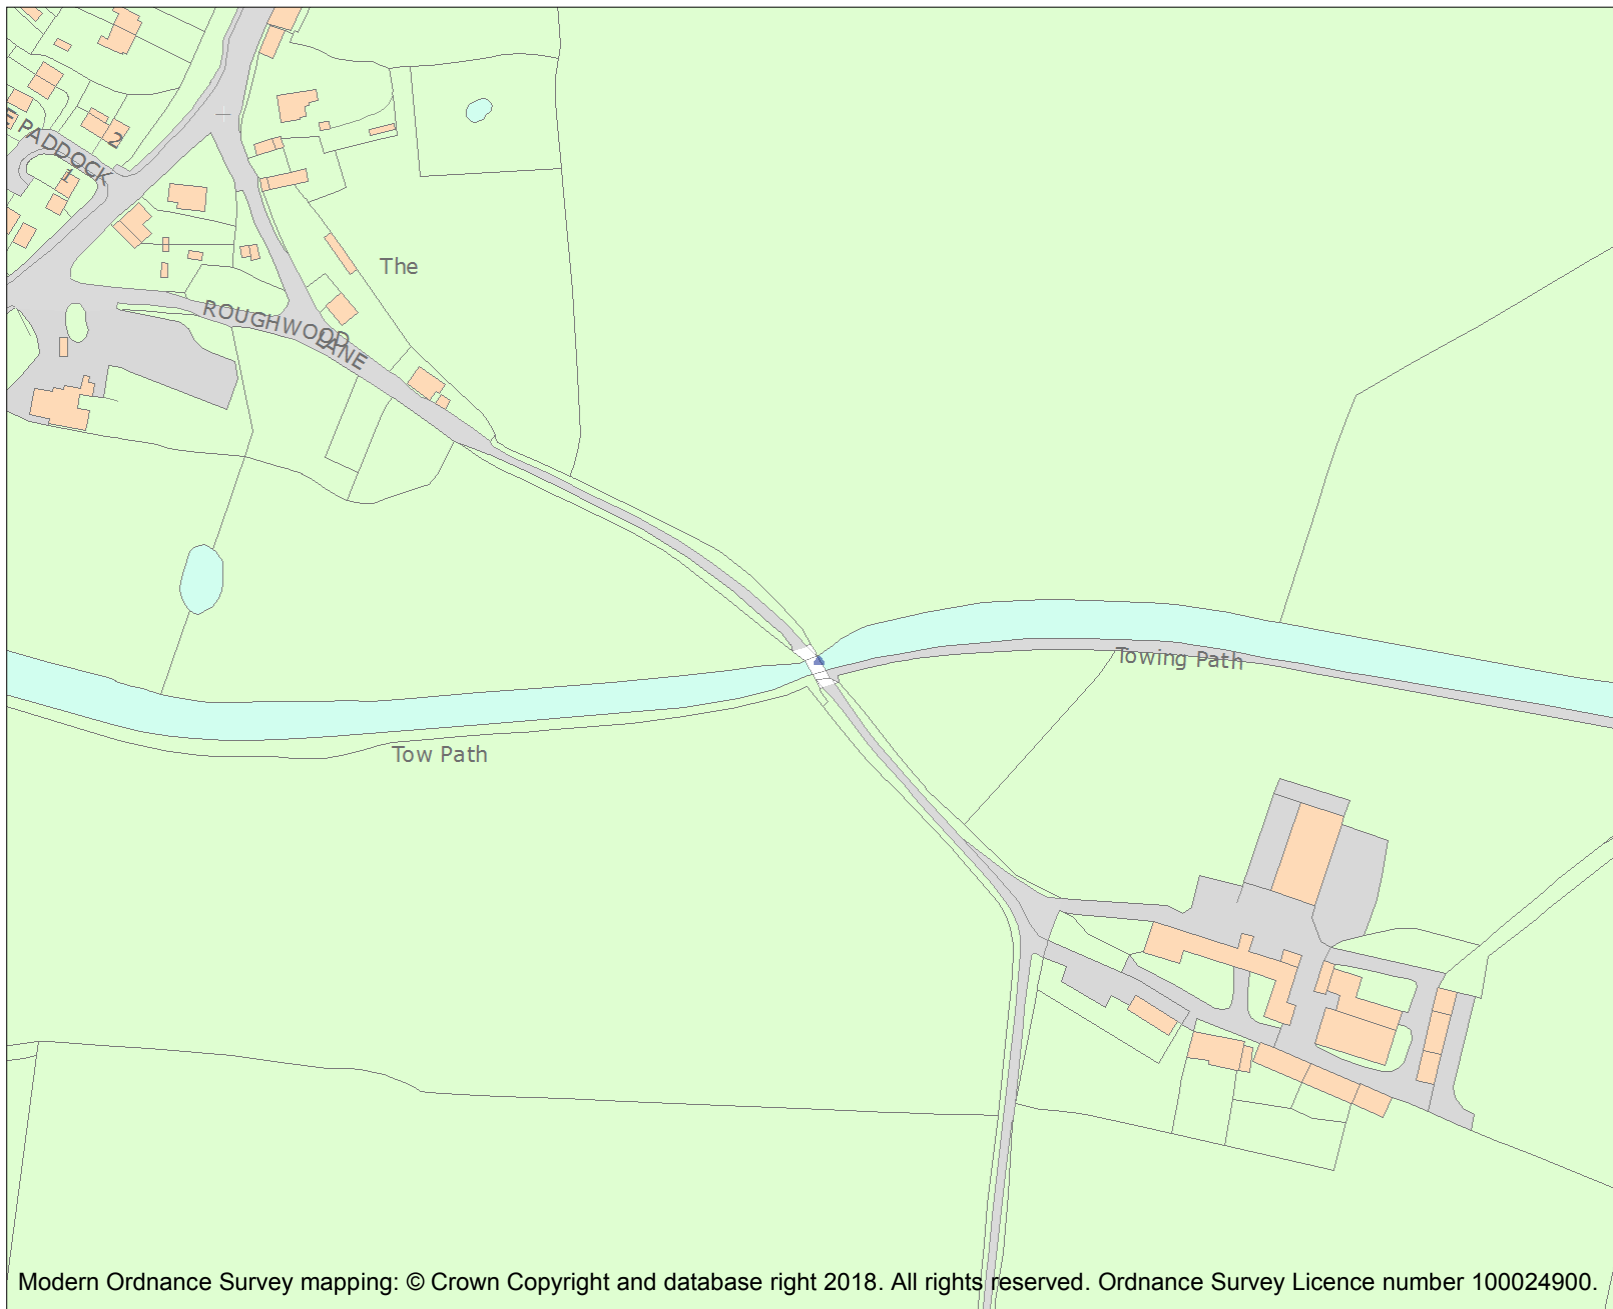 2
E PADDOCK
1
The
ROUGHWOOD
LANE
Towing Path
Tow Path
Modern Ordnance Survey mapping: © Crown Copyright and database right 2018. All rights reserved. Ordnance Survey Licence number 100024900.